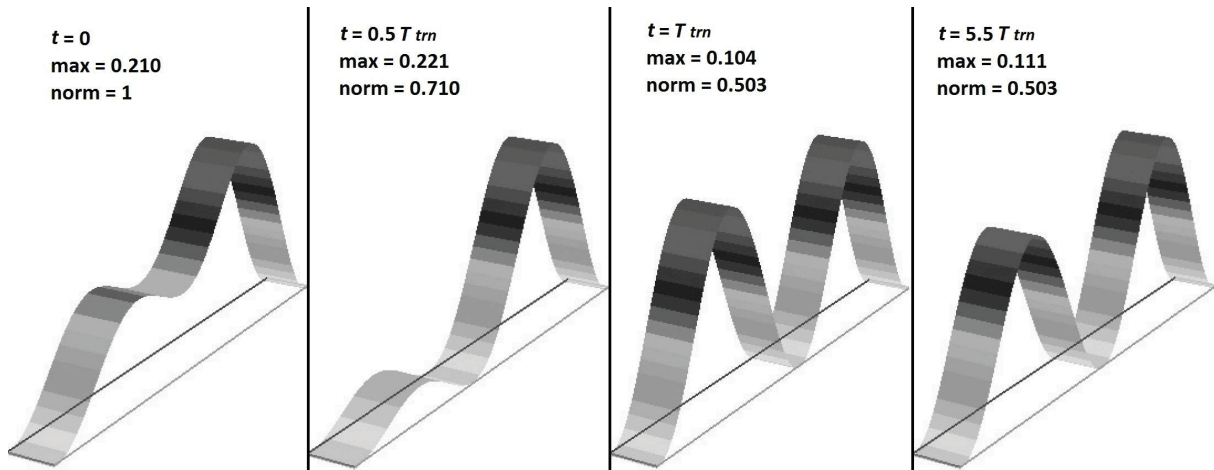 t = 0
max = 0.210
norm = 1
t = 0.5 T trn
max = 0.221
norm = 0.710
t = T trn
max = 0.104
norm = 0.503
t = 5.5 T trn
max = 0.111
norm = 0.503